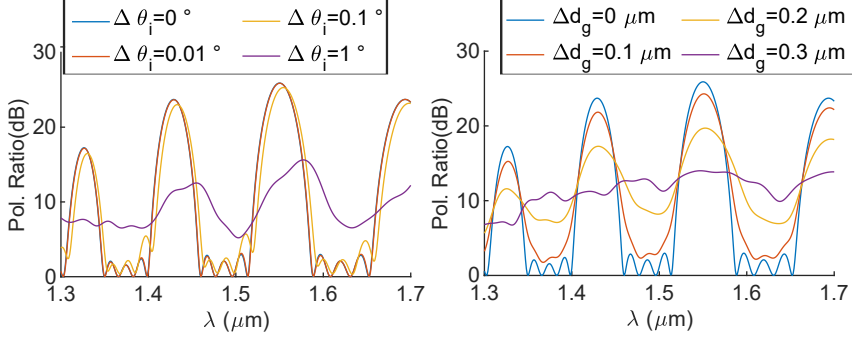 Δ θi=0 ° Δ θi=0.1 °
Δ θi=0.01 ° Δ θi=1 °
30
20
10
0
Pol. Ratio(dB)
1.3 1.4 1.5 1.6 1.7
λ (μm)
Δdg=0 μm Δdg=0.2 μm
Δdg=0.1 μm Δdg=0.3 μm
30
20
10
0
Pol. Ratio(dB)
1.3 1.4 1.5 1.6 1.7
λ (μm)